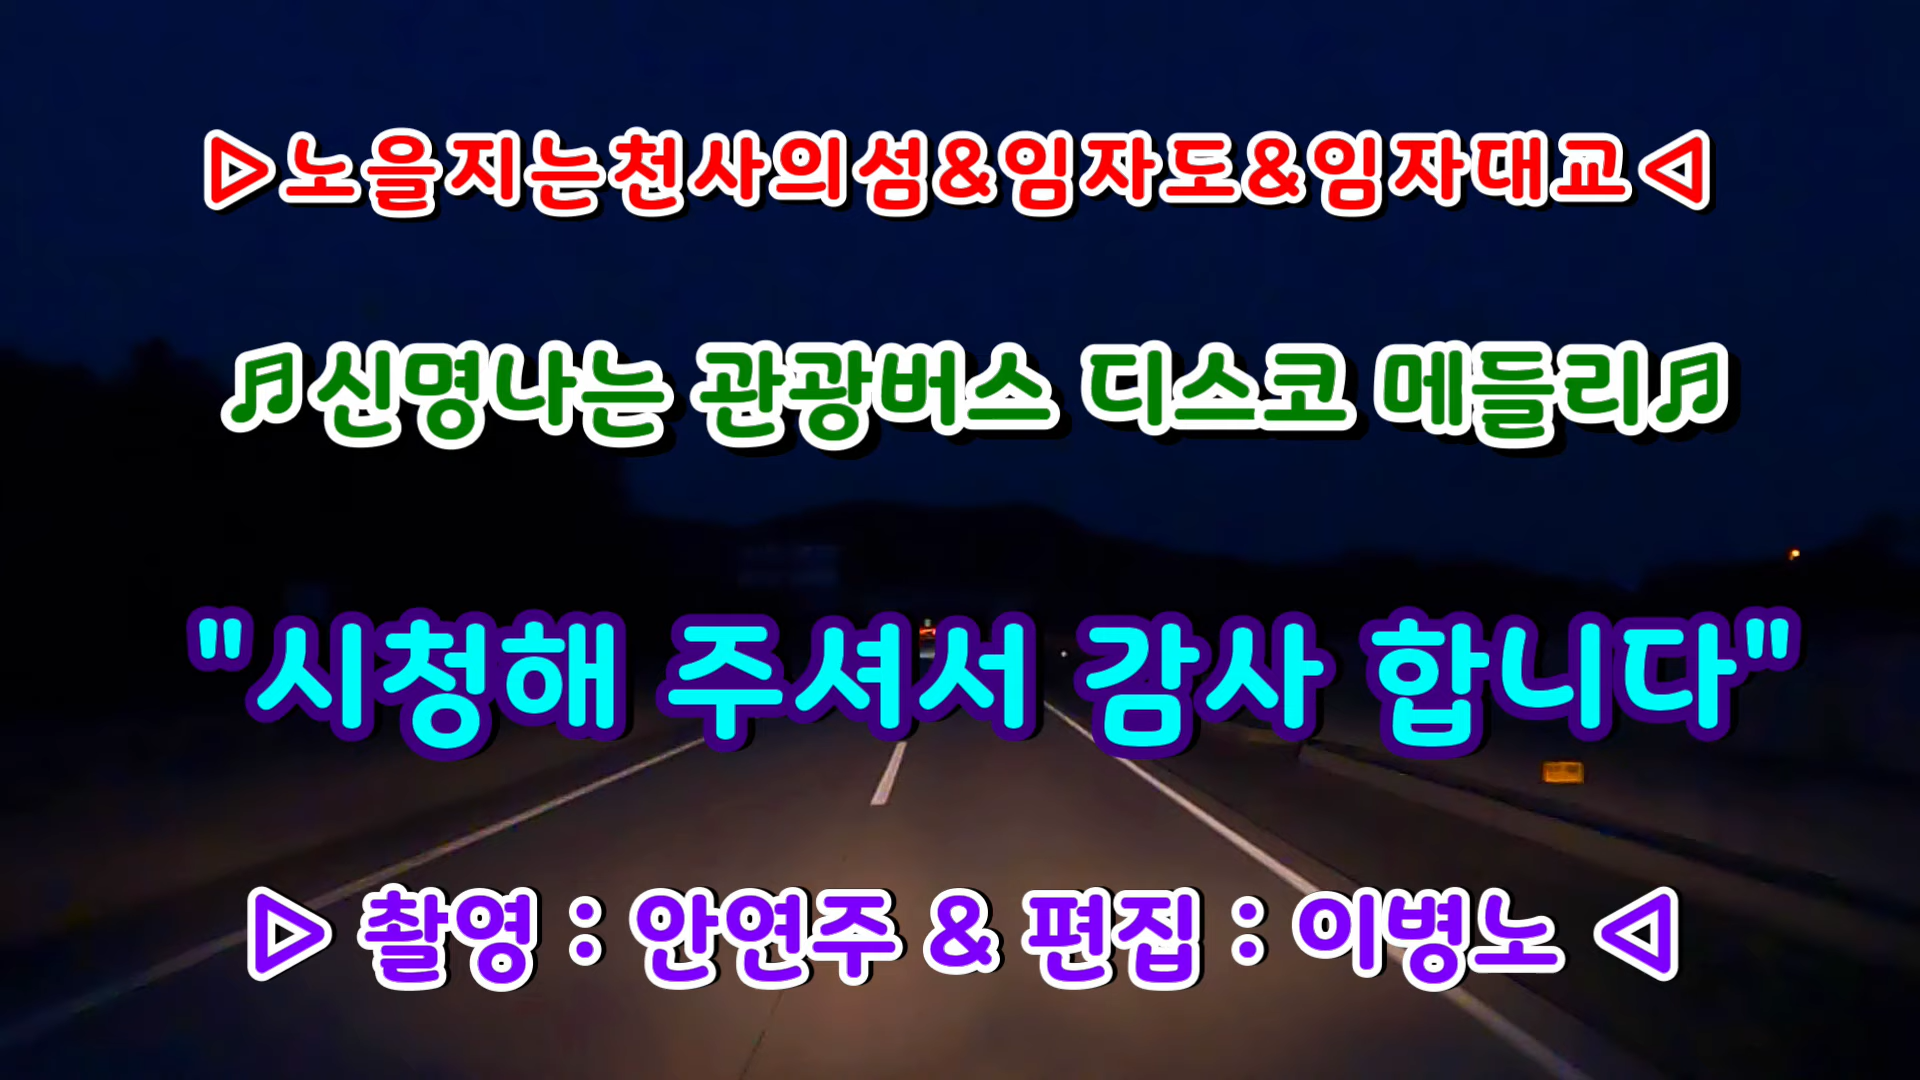 ▷노을지는천사의섬&임자도&임자대교◁
♬신명나는 관광버스 디스코 메들리♬
"시청해 주셔서 감사 합니다"
▷ 촬영 : 안연주 & 편집 : 이병노 ◁